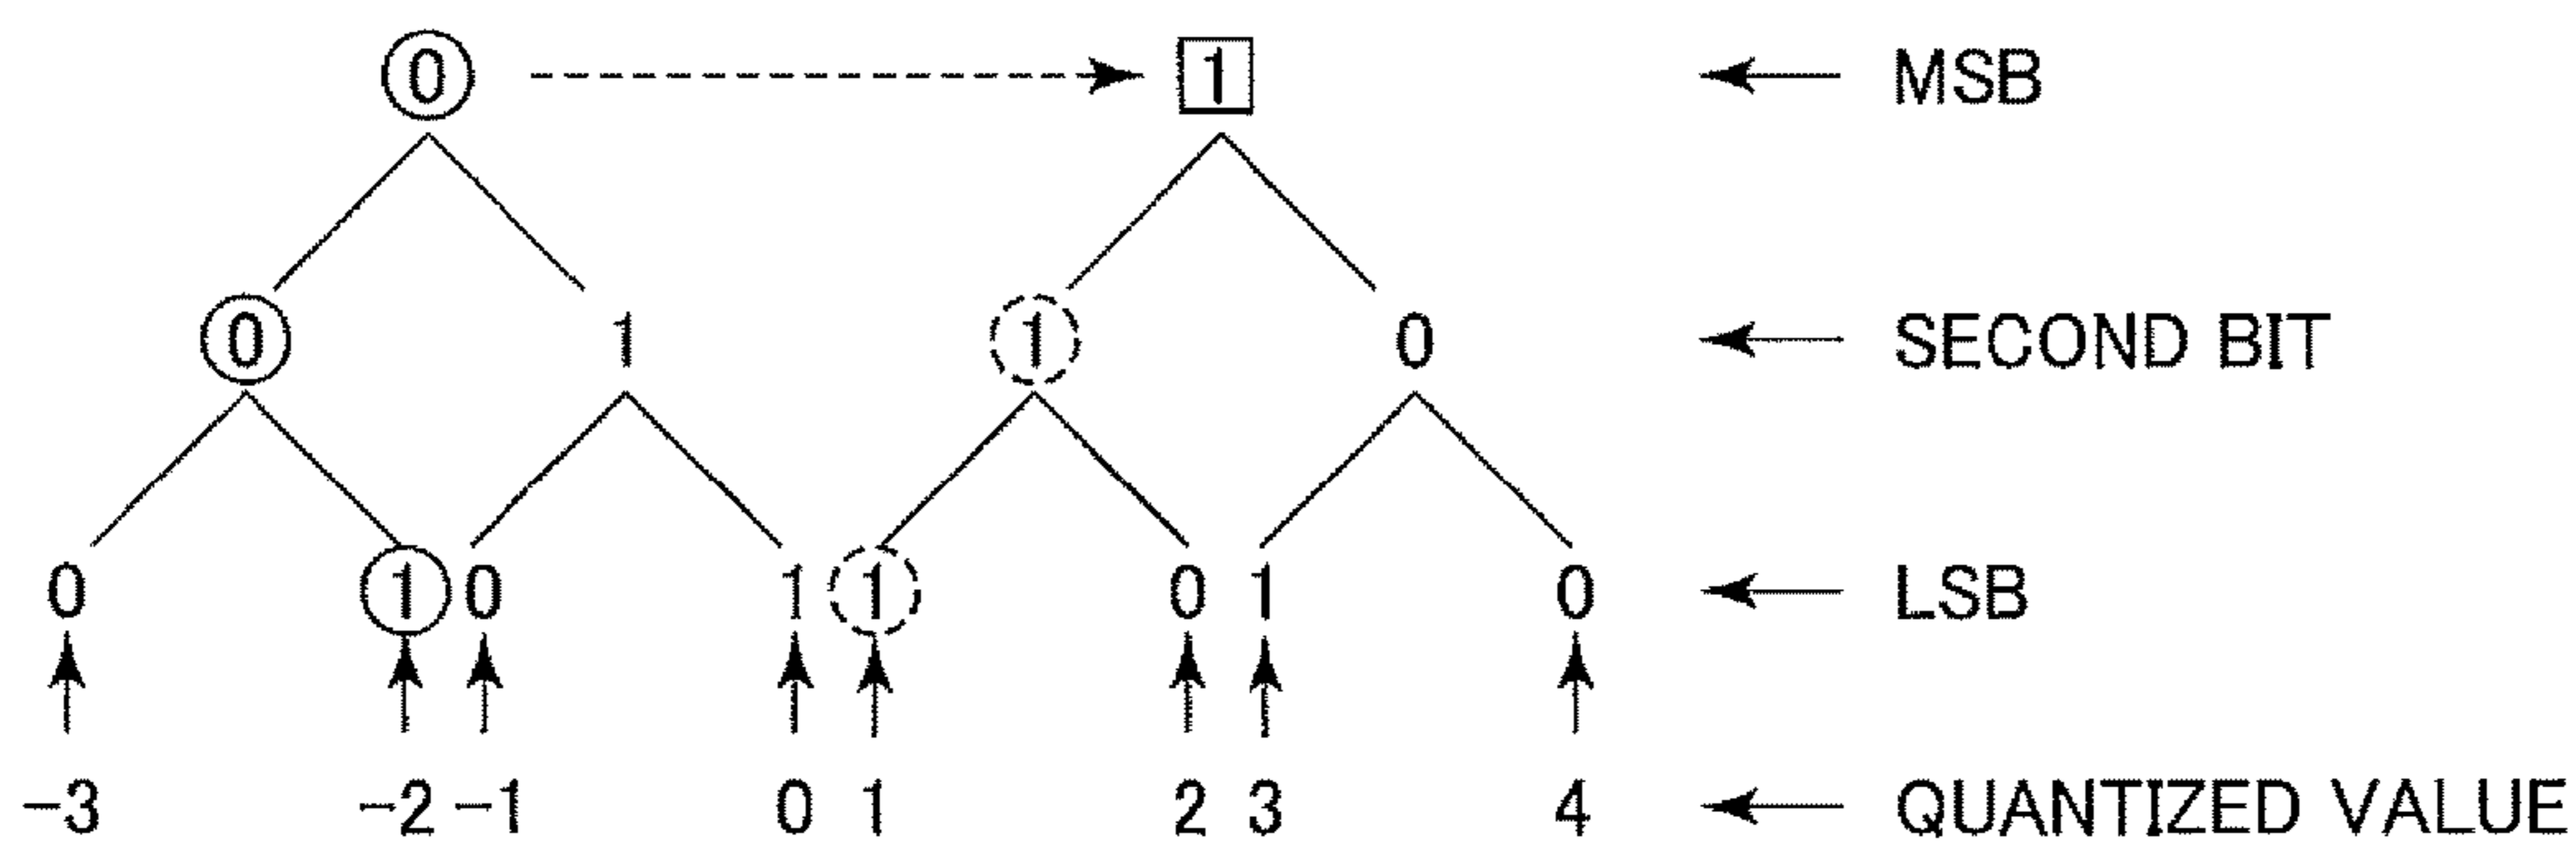 0 1 MSB
0 1 1 0 SECOND BIT
0 1 0 1 1 0 1 0 LSB
-3 -2 -1 0 1 2 3 4 QUANTIZED VALUE